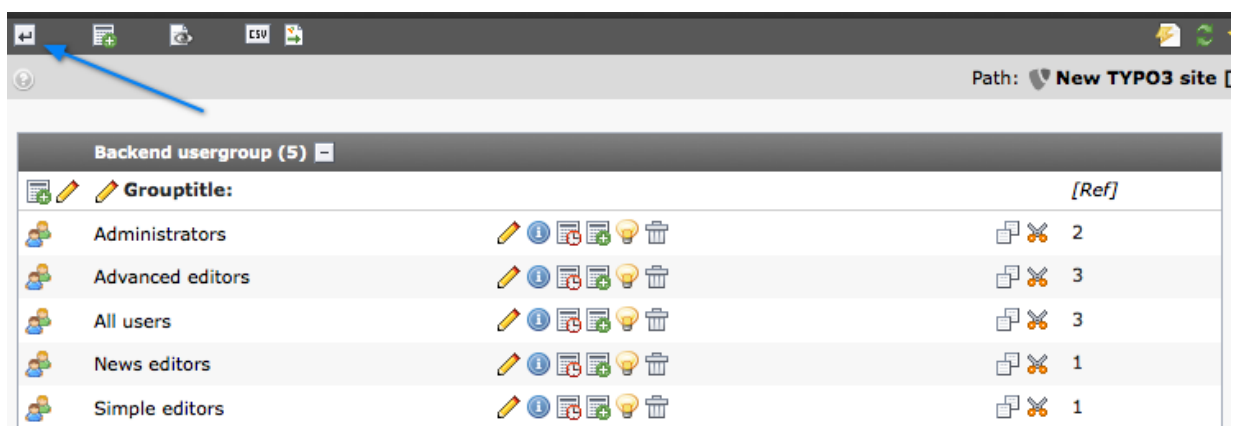 CSV
Path: New TYPO3 site [
Backend usergroup (5)
Grouptitle: [Ref]
Administrators 2
Advanced editors 3
All users 3
News editors 1
Simple editors 1